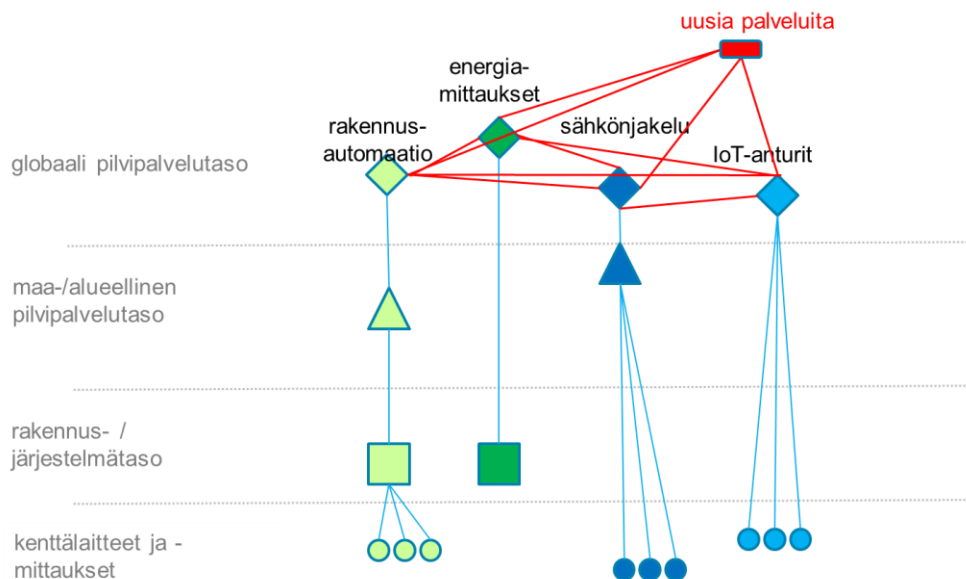 uusia palveluita
energia-
mittaukset
rakennus-
automaatio
sähkönjakelu
IoT-anturit
globaali pilvipalvelutaso
maa-/alueellinen
pilvipalvelutaso
rakennus- /
järjestelmätaso
kenttälaitteet ja -
mittaukset